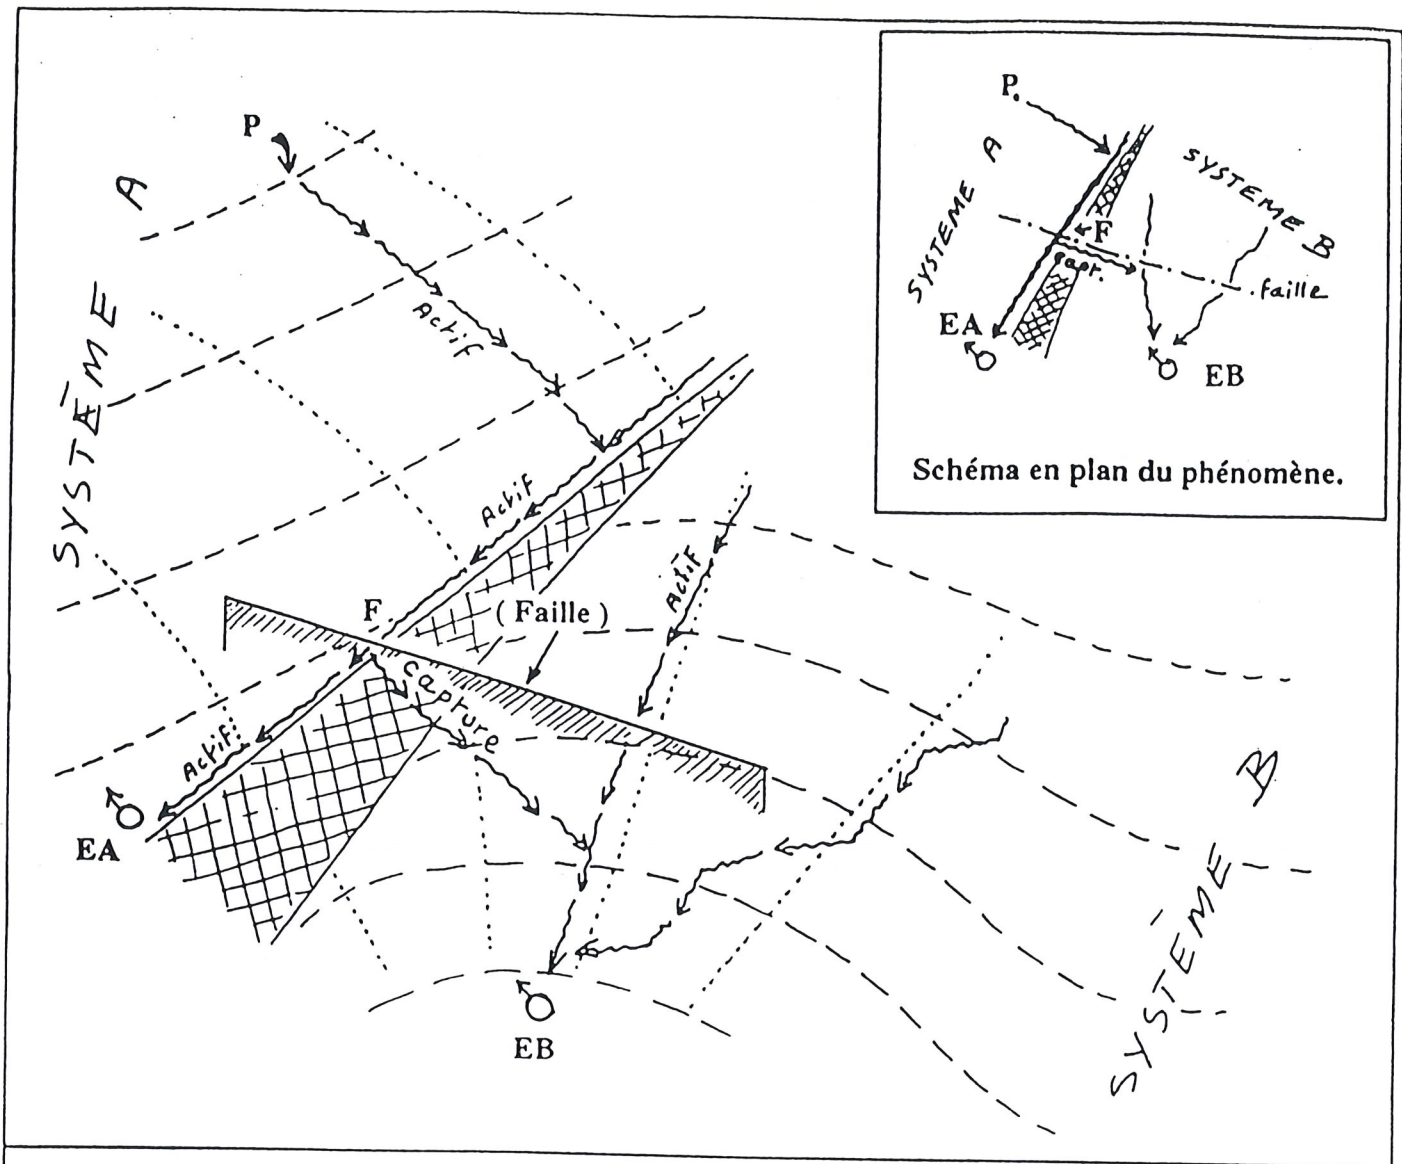 P
SYSTÈME A
Actif
Actif
F.
(Faille)
Actif
capture
Actif
EA
EB
SYSTÈME B
P.
SYSTEME A
SYSTEME B
F
capt.
faille
EA
EB
Schéma en plan du phénomène.